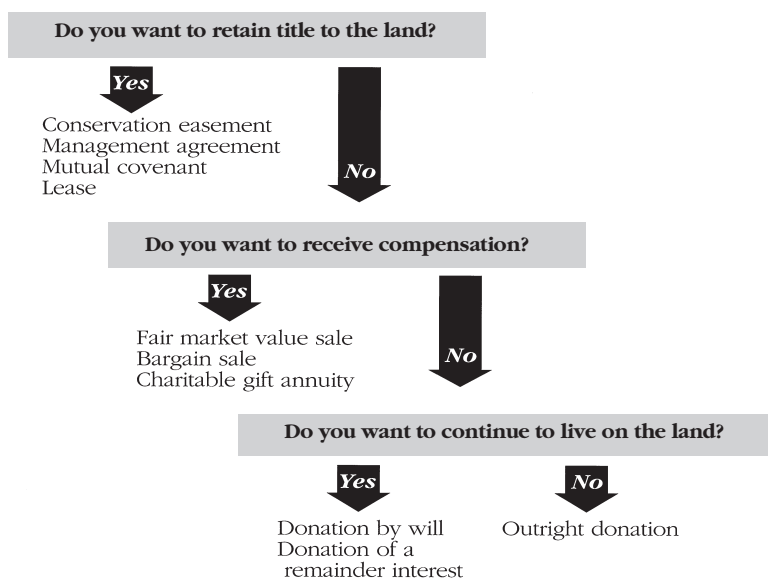 Do you want to retain title to the land?
Yes
Conservation easement
Management agreement
Mutual covenant
Lease
No
Do you want to receive compensation?
Yes
Fair market value sale
Bargain sale
Charitable gift annuity
No
Do you want to continue to live on the land?
Yes
Donation by will
Donation of a
remainder interest
No
Outright donation